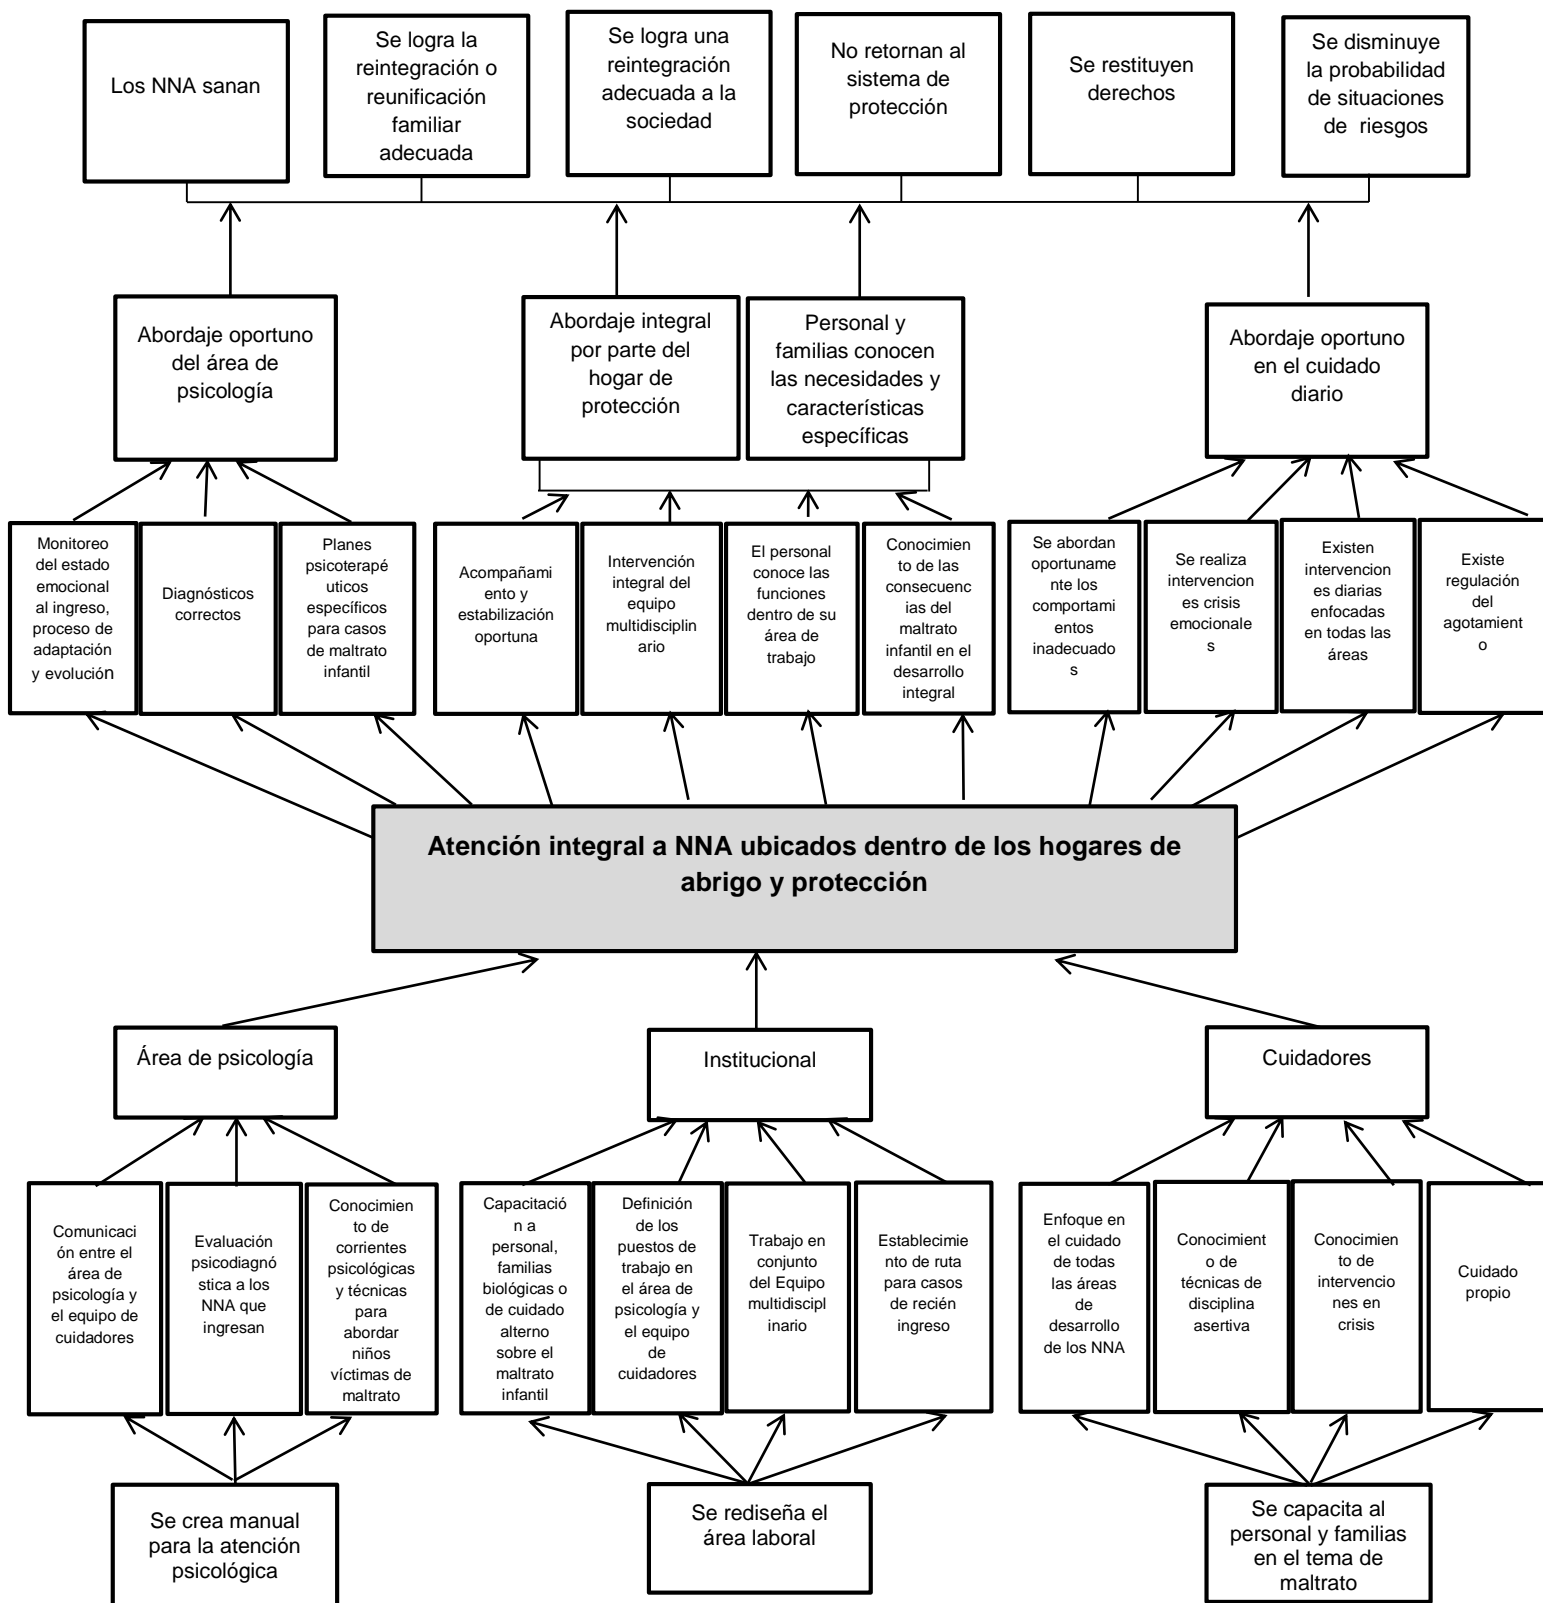 Los NNA sanan
Se logra la
reintegración o
reunificación
familiar
adecuada
Se logra una
reintegración
adecuada a la
sociedad
No retornan al
sistema de
protección
Se restituyen
derechos
Se disminuye
la probabilidad
de situaciones
de riesgos
Abordaje oportuno
del área de
psicología
Abordaje integral
por parte del
hogar de
protección
Personal y
familias conocen
las necesidades y
características
específicas
Abordaje oportuno
en el cuidado
diario
Monitoreo
del estado
emocional
al ingreso,
proceso de
adaptación
y evolución
Diagnósticos
correctos
Planes
psicoterapé
uticos
específicos
para casos
de maltrato
infantil
Acompañami
ento y
estabilización
oportuna
Intervención
integral del
equipo
multidisciplin
ario
El personal
conoce las
funciones
dentro de su
área de
trabajo
Conocimien
to de las
consecuenc
ias del
maltrato
infantil en el
desarrollo
integral
Se abordan
oportuname
nte los
comportami
entos
inadecuado
s
Se realiza
intervencion
es crisis
emocionale
s
Existen
intervencion
es diarias
enfocadas
en todas las
áreas
Existe
regulación
del
agotamient
o
Atención integral a NNA ubicados dentro de los hogares de
abrigo y protección
Área de psicología
Institucional
Cuidadores
Comunicaci
ón entre el
área de
psicología y
el equipo de
cuidadores
Evaluación
psicodiagnó
stica a los
NNA que
ingresan
Conocimien
to de
corrientes
psicológicas
y técnicas
para
abordar
niños
víctimas de
maltrato
Capacitació
n a
personal,
familias
biológicas o
de cuidado
alterno
sobre el
maltrato
infantil
Definición
de los
puestos de
trabajo en
el área de
psicología y
el equipo
de
cuidadores
Trabajo en
conjunto
del Equipo
multidiscipl
inario
Establecimie
nto de ruta
para casos
de recién
ingreso
Enfoque en
el cuidado
de todas
las áreas
de
desarrollo
de los NNA
Conocimient
o de
técnicas de
disciplina
asertiva
Conocimien
to de
intervencio
nes en
crisis
Cuidado
propio
Se crea manual
para la atención
psicológica
Se rediseña el
área laboral
Se capacita al
personal y familias
en el tema de
maltrato